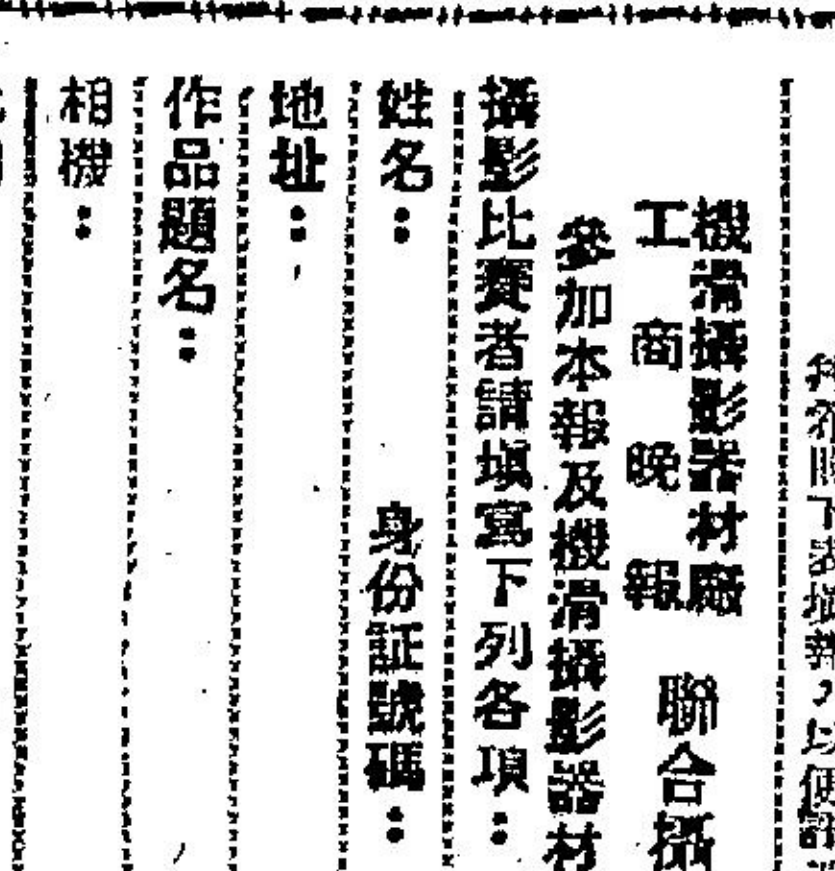 機滑攝影器材廠
工商晚報
聯合攝
參加本報及機滑攝影器材
攝影比賽者請填寫下列各項：
姓名：
身份証號碼：
地址：
作品題名：
相機：